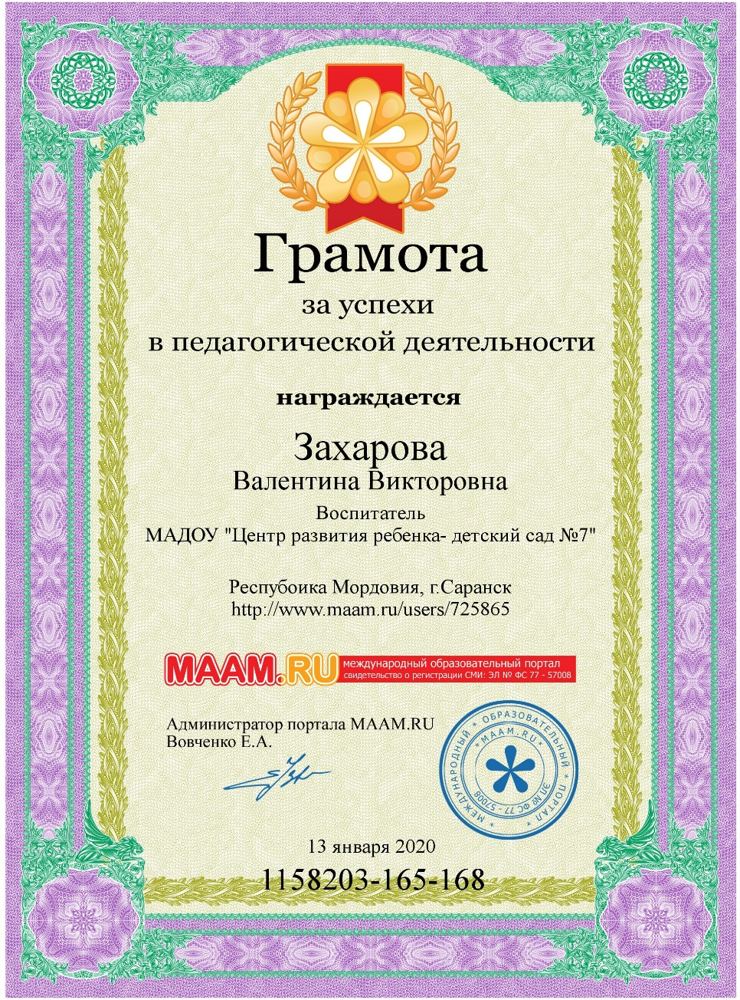 Грамота
за успехи
в педагогической деятельности
награждается
Захарова
Валентина Викторовна
Воспитатель
МАДОУ "Центр развития ребенка- детский сад №7"
Респубоика Мордовия, г.Саранск
http://www.maam.ru/users/725865
MAAM.RU
международный образовательный портал
свидетельство о регистрации СМИ: ЭЛ № ФС 77 - 57008
Администратор портала MAAM.RU
Вовченко Е.А.
* МЕЖДУНАРОДНЫЙ * ОБРАЗОВАТЕЛЬНЫЙ * ПОРТАЛ *
* MAAM.RU *
ЭЛ № ФС 77 - 57008
13 января 2020
1158203-165-168